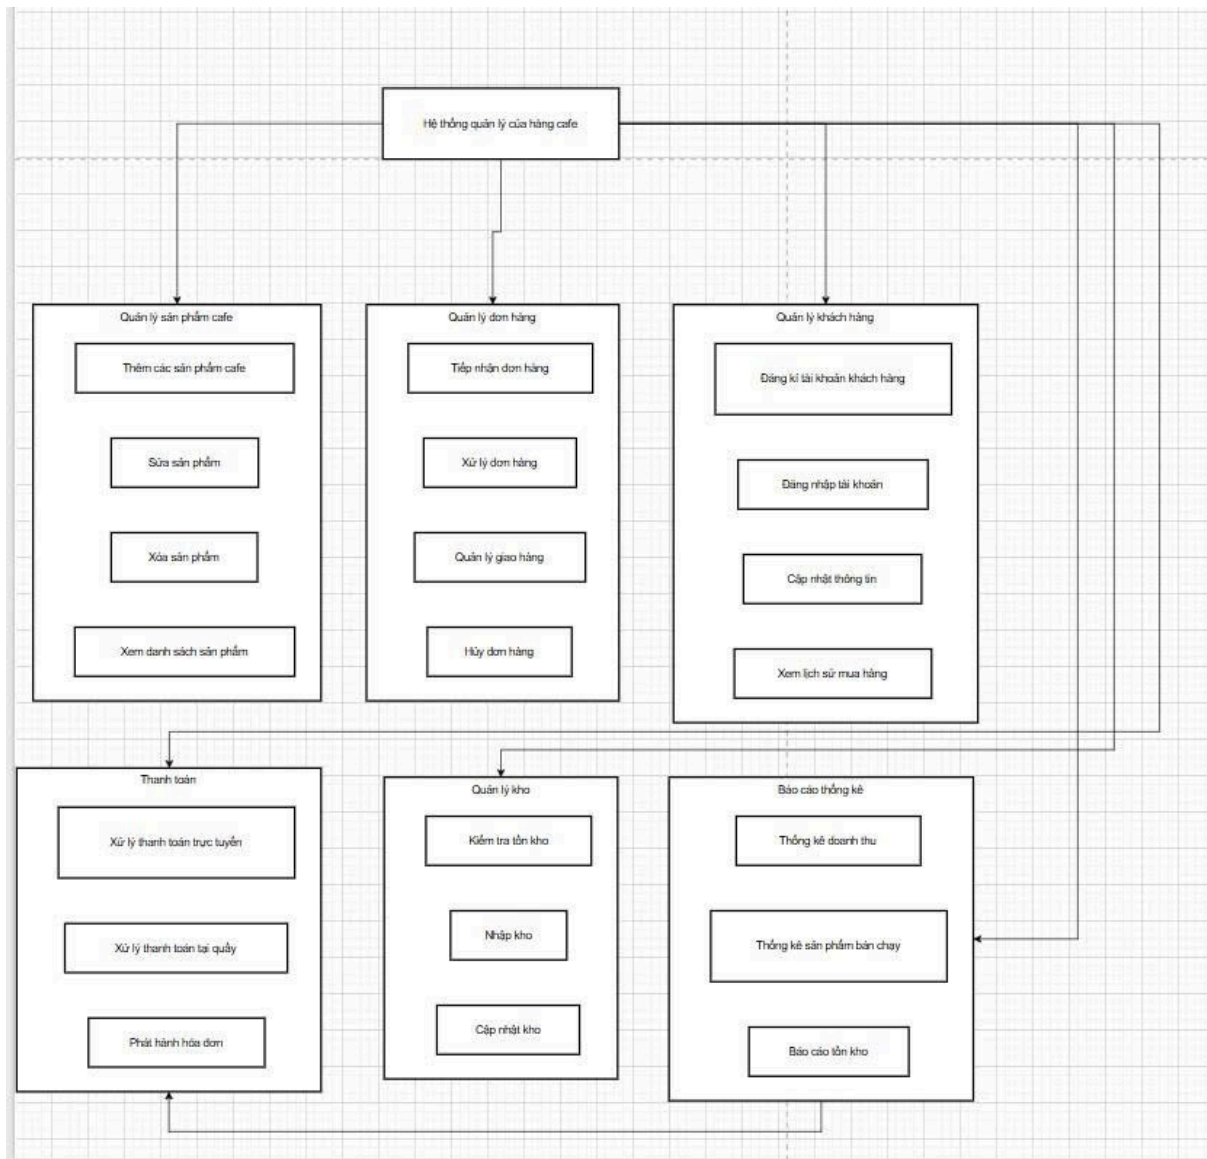 Hệ thống quản lý cửa hàng cafe
Quản lý sản phẩm cafe
Thêm các sản phẩm cafe
Sửa sản phẩm
Xóa sản phẩm
Xem danh sách sản phẩm
Quản lý đơn hàng
Tiếp nhận đơn hàng
Xử lý đơn hàng
Quản lý giao hàng
Hủy đơn hàng
Quản lý khách hàng
Đăng kí tài khoản khách hàng
Đăng nhập tài khoản
Cập nhật thông tin
Xem lịch sử mua hàng
Thanh toán
Xử lý thanh toán trực tuyến
Xử lý thanh toán tại quầy
Phát hành hóa đơn
Quản lý kho
Kiểm tra tồn kho
Nhập kho
Cập nhật kho
Báo cáo thống kê
Thống kê doanh thu
Thống kê sản phẩm bán chạy
Báo cáo tồn kho